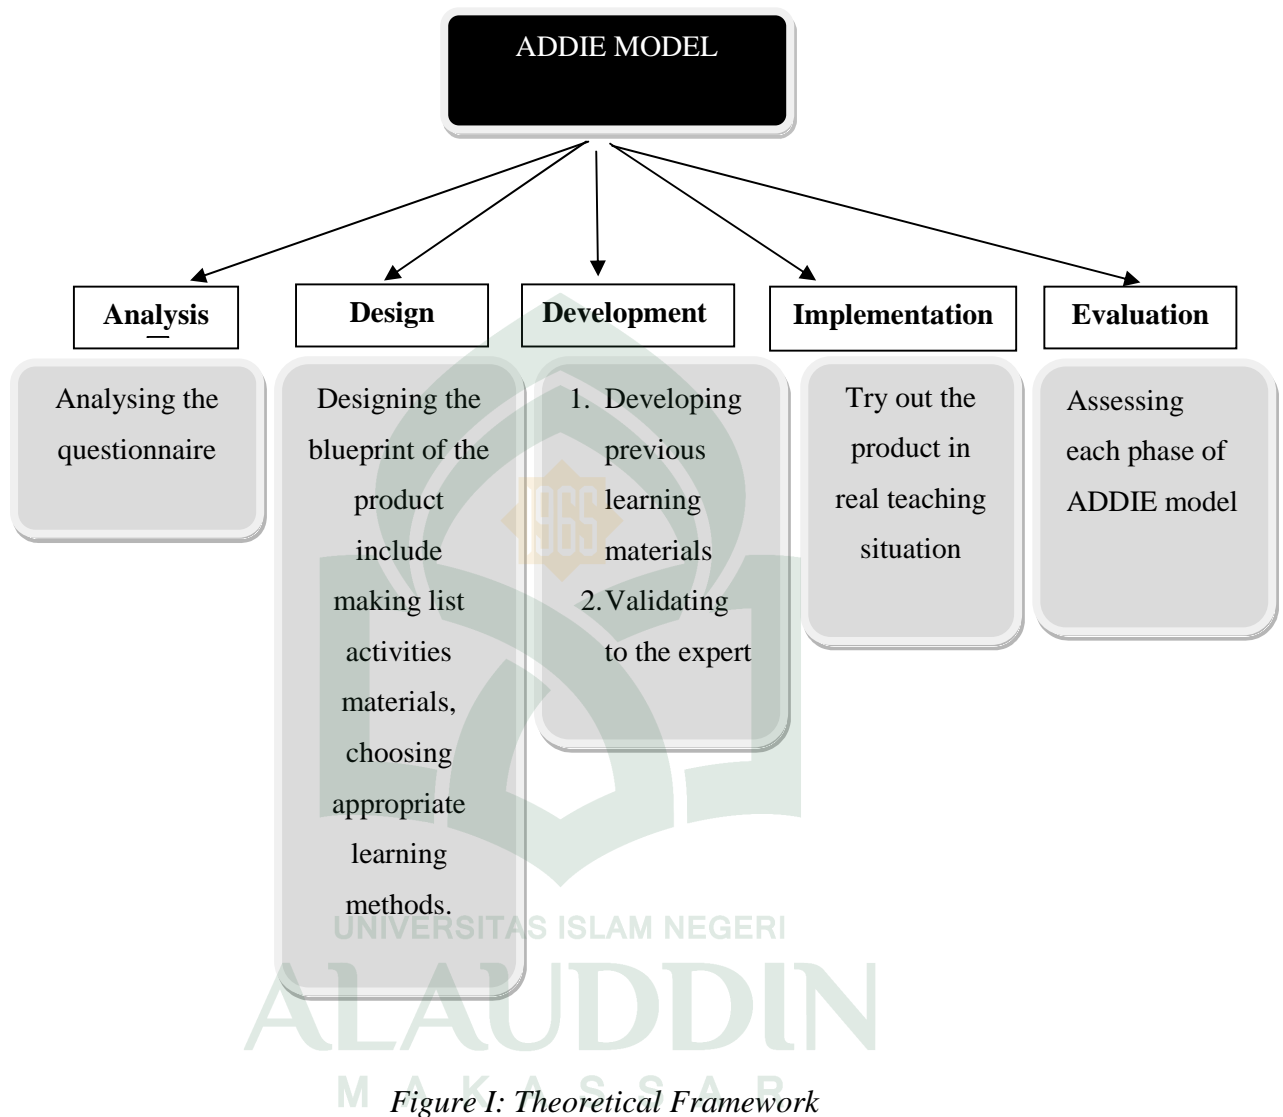 ADDIE MODEL
Analysis
Design
Development
Implementation
Evaluation
Analysing the
questionnaire
Designing the
blueprint of the
product
include
making list
activities
materials,
choosing
appropriate
learning
methods.
1. Developing
previous
learning
materials
2. Validating
to the expert
Try out the
product in
real teaching
situation
Assessing
each phase of
ADDIE model
1965
UNIVERSITAS ISLAM NEGERI
ALAUDDIN
MAKASSAR
Figure I: Theoretical Framework